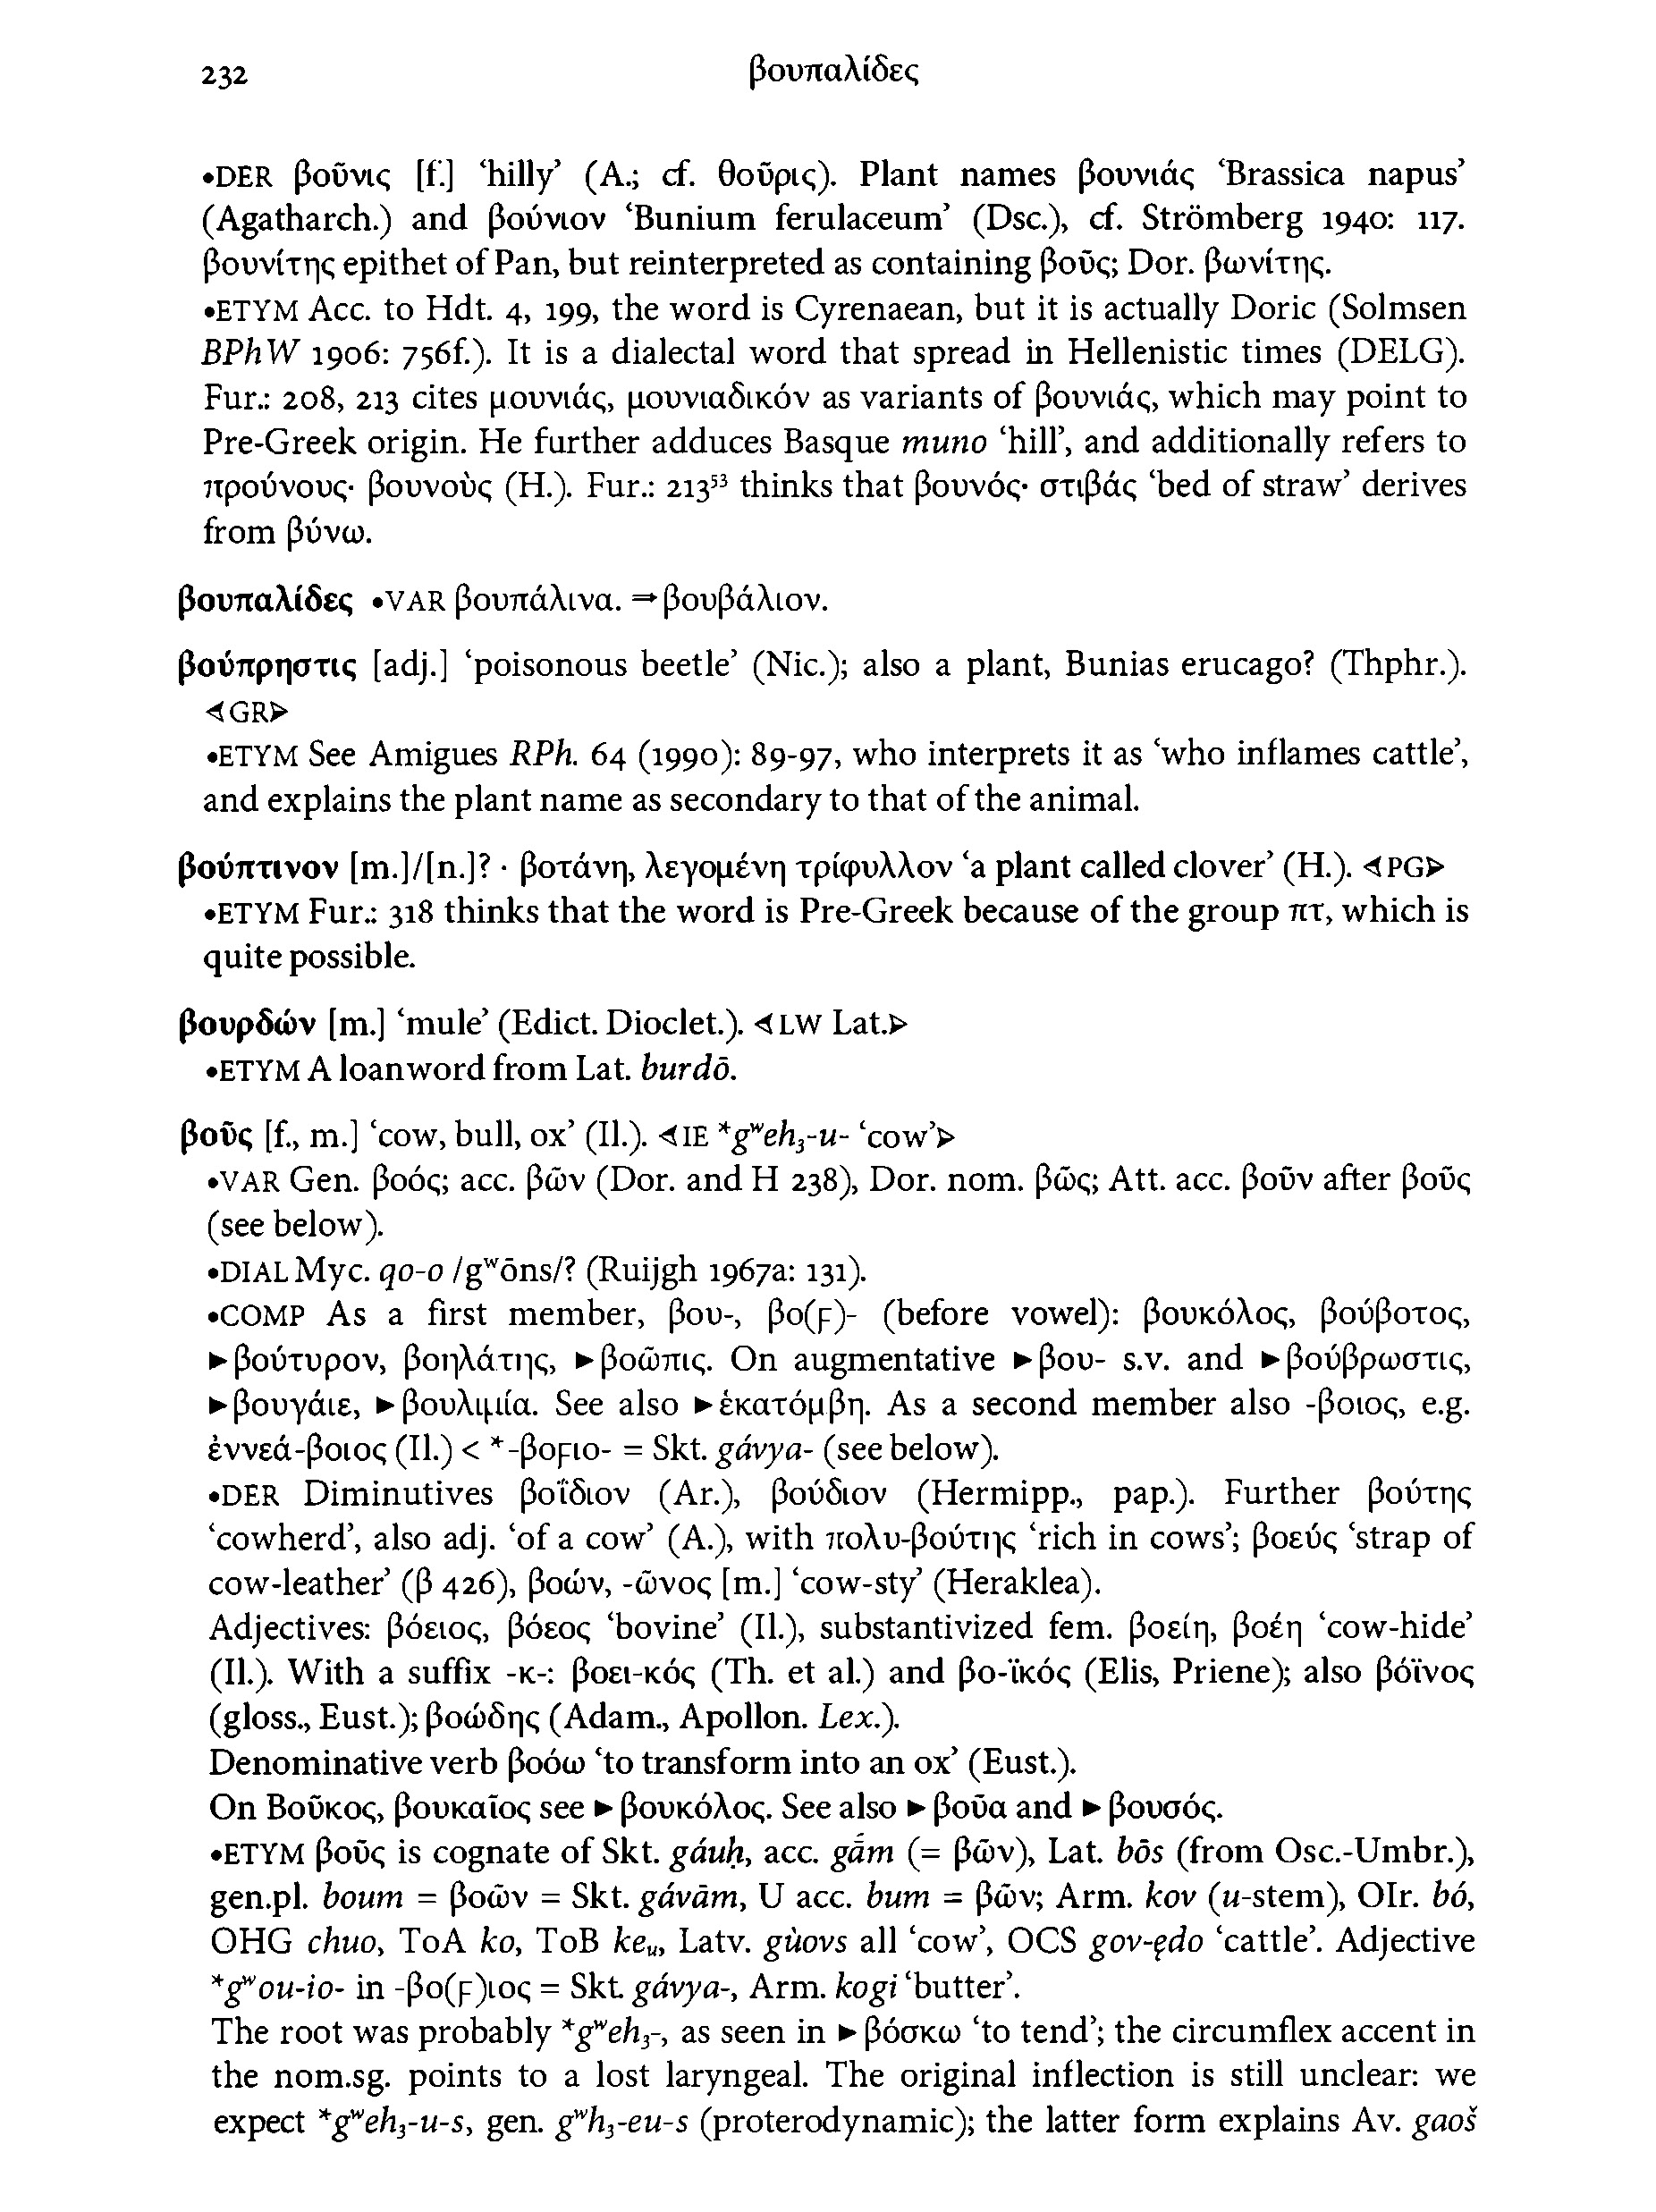 232 βουπαλίδες
•DER βοῦνις [f.] ‘hilly’ (A.; cf. θοῦρις). Plant names βουνιάς ‘Brassica napus’
(Agatharch.) and βούνιον ‘Bunium ferulaceum’ (Dsc.), cf. Strömberg 1940: 117.
βουνίτης epithet of Pan, but reinterpreted as containing βοῦς; Dor. βωνίτης.
•ETYM Acc. to Hdt. 4, 199, the word is Cyrenaean, but it is actually Doric (Solmsen
BPhW 1906: 756f.). It is a dialectal word that spread in Hellenistic times (DELG).
Fur.: 208, 213 cites μουνιάς, μουνιαδικόν as variants of βουνιάς, which may point to
Pre-Greek origin. He further adduces Basque muno ‘hill’, and additionally refers to
προύνους· βουνοὺς (H.). Fur.: 213⁵³ thinks that βουνός· στιβάς ‘bed of straw’ derives
from βύνω.
βουπαλίδες •VAR βουπάλινα. ⇒βουβάλιον.
βούπρηστις [adj.] ‘poisonous beetle’ (Nic.); also a plant, Bunias erucago? (Thphr.).
⊲GR⊳
•ETYM See Amigues RPh. 64 (1990): 89-97, who interprets it as ‘who inflames cattle’,
and explains the plant name as secondary to that of the animal.
βούπτινον [m.]/[n.]? · βοτάνη, λεγομένη τρίφυλλον ‘a plant called clover’ (H.). ⊲PG⊳
•ETYM Fur.: 318 thinks that the word is Pre-Greek because of the group πτ, which is
quite possible.
βουρδών [m.] ‘mule’ (Edict. Dioclet.). ⊲LW Lat.⊳
•ETYM A loanword from Lat. burdō.
βοῦς [f., m.] ‘cow, bull, ox’ (Il.). ⊲IE *gʷeh₃-u- ‘cow’⊳
•VAR Gen. βοός; acc. βῶν (Dor. and H 238), Dor. nom. βῶς; Att. acc. βοῦν after βοῦς
(see below).
•DIAL Myc. qo-o /gʷōns/? (Ruijgh 1967a: 131).
•COMP As a first member, βου-, βο(ϝ)- (before vowel): βουκόλος, βούβοτος,
►βούτυρον, βοηλάτης, ►βοῶπις. On augmentative ►βου- s.v. and ►βούβρωστις,
►βουγάιε, ►βουλιμία. See also ►ἑκατόμβη. As a second member also -βοιος, e.g.
ἐννεά-βοιος (Il.) < *-βοϝιο- = Skt. gávya- (see below).
•DER Diminutives βοΐδιον (Ar.), βούδιον (Hermipp., pap.). Further βούτης
‘cowherd’, also adj. ‘of a cow’ (A.), with πολυ-βούτης ‘rich in cows’; βοεύς ‘strap of
cow-leather’ (β 426), βοών, -ῶνος [m.] ‘cow-sty’ (Heraklea).
Adjectives: βόειος, βόεος ‘bovine’ (Il.), substantivized fem. βοείη, βοέη ‘cow-hide’
(Il.). With a suffix -κ-: βοει-κός (Th. et al.) and βο-ϊκός (Elis, Priene); also βόϊνος
(gloss., Eust.); βοώδης (Adam., Apollon. Lex.).
Denominative verb βοόω ‘to transform into an ox’ (Eust.).
On Βοῦκος, βουκαῖος see ►βουκόλος. See also ►βοῦα and ►βουσός.
•ETYM βοῦς is cognate of Skt. gáuḥ, acc. gā́m (= βῶν), Lat. bōs (from Osc.-Umbr.),
gen.pl. boum = βοῶν = Skt. gávām, U acc. bum = βῶν; Arm. kov (u-stem), OIr. bó,
OHG chuo, ToA ko, ToB keᵤ, Latv. gùovs all ‘cow’, OCS gov-ędo ‘cattle’. Adjective
*gʷou-io- in -βο(ϝ)ιος = Skt. gávya-, Arm. kogi ‘butter’.
The root was probably *gʷeh₃-, as seen in ►βόσκω ‘to tend’; the circumflex accent in
the nom.sg. points to a lost laryngeal. The original inflection is still unclear: we
expect *gʷeh₃-u-s, gen. gʷh₃-eu-s (proterodynamic); the latter form explains Av. gaoš